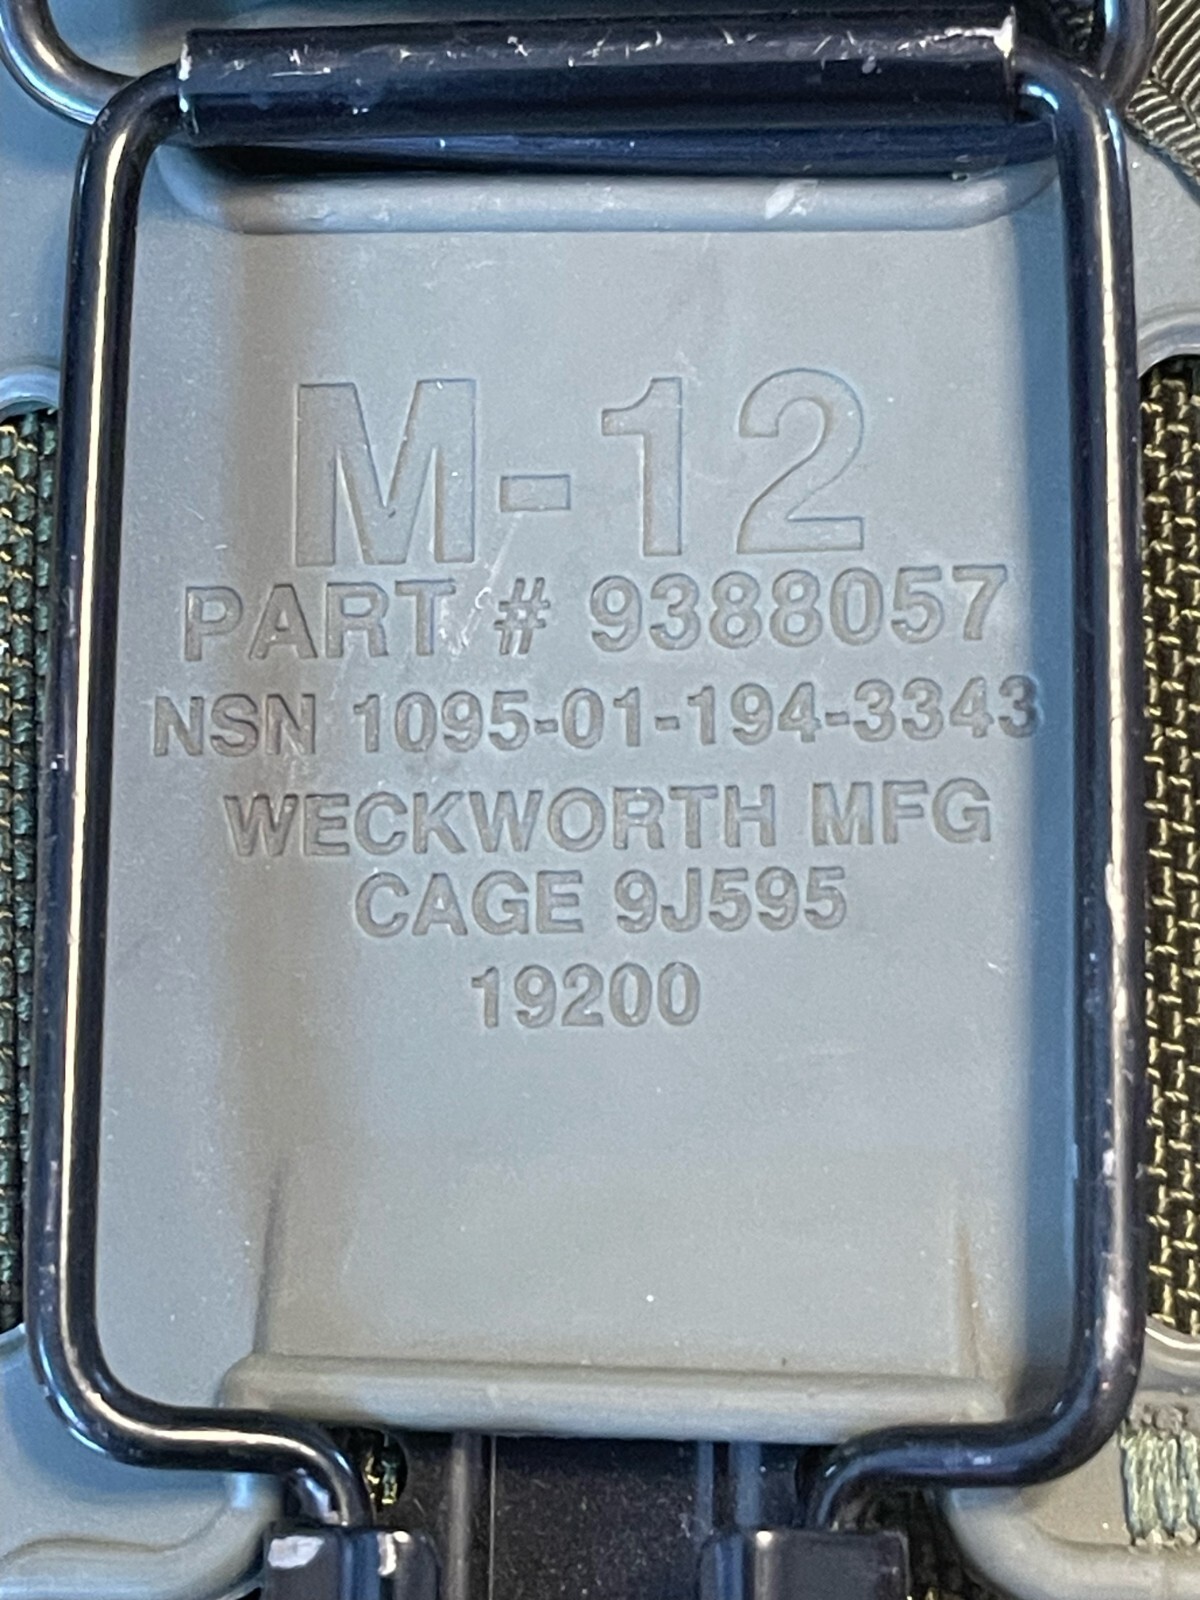 M-12
PART # 9388057
NSN 1095-01-194-3343
WECKWORTH MFG
CAGE 9J595
19200